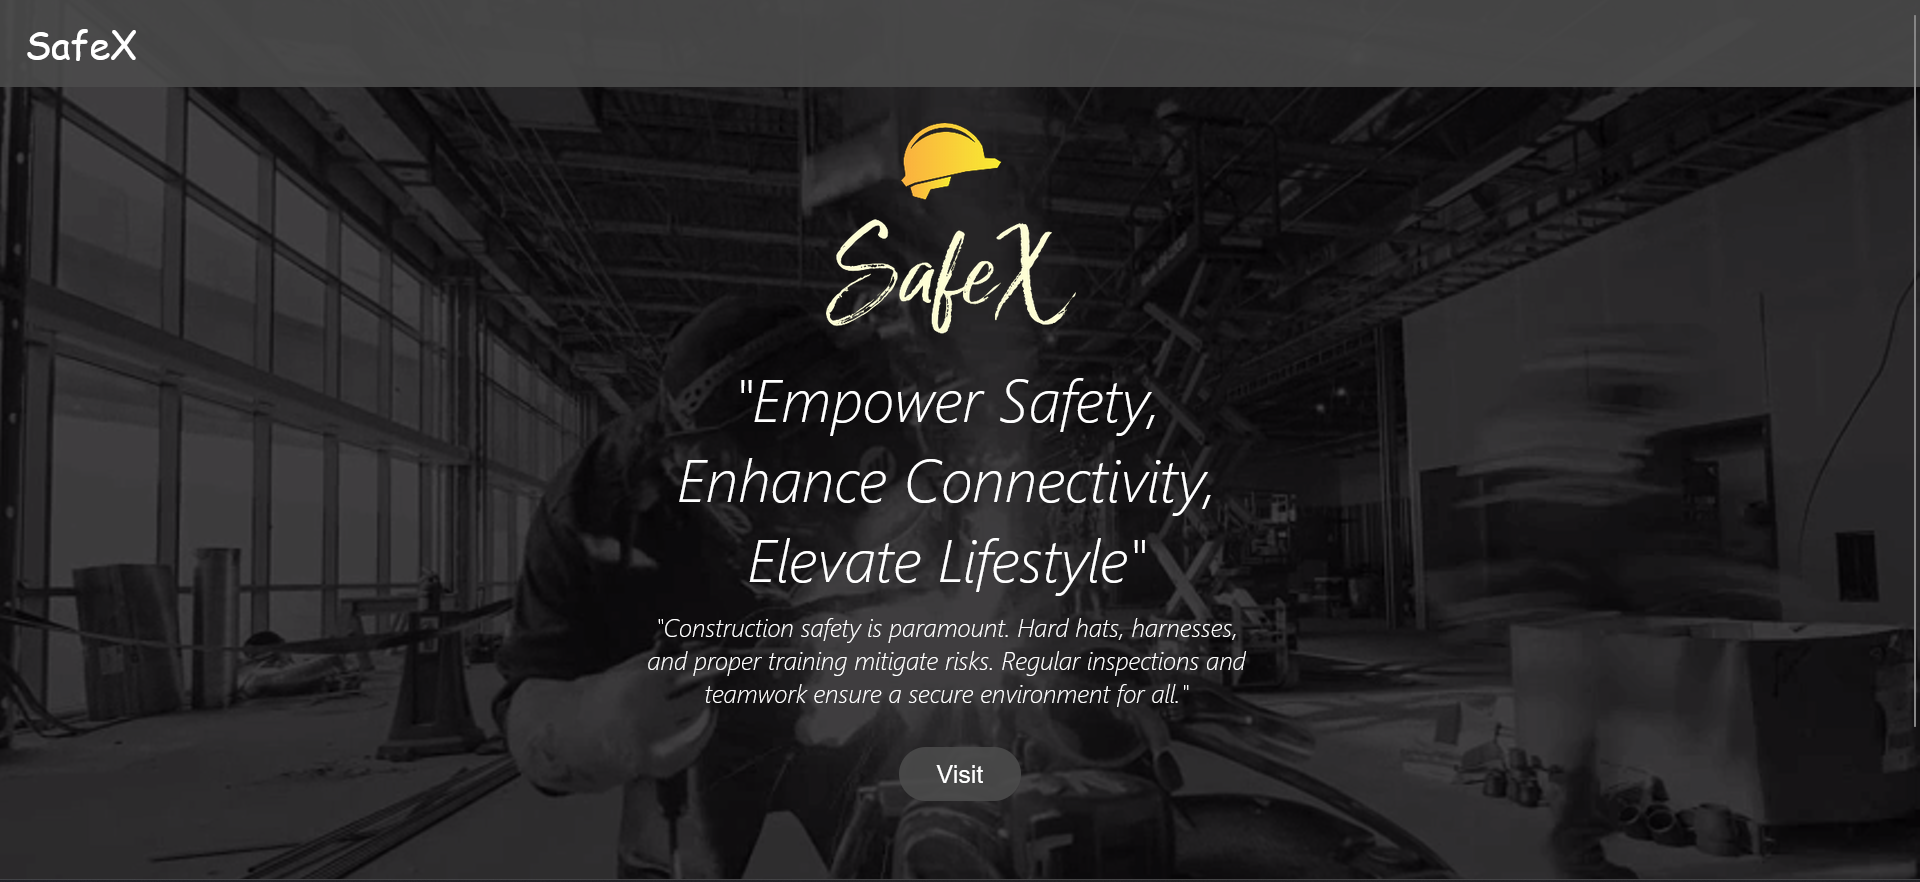 SafeX
SafeX
"Empower Safety,
Enhance Connectivity,
Elevate Lifestyle"
"Construction safety is paramount. Hard hats, harnesses,
and proper training mitigate risks. Regular inspections and
teamwork ensure a secure environment for all."
Visit